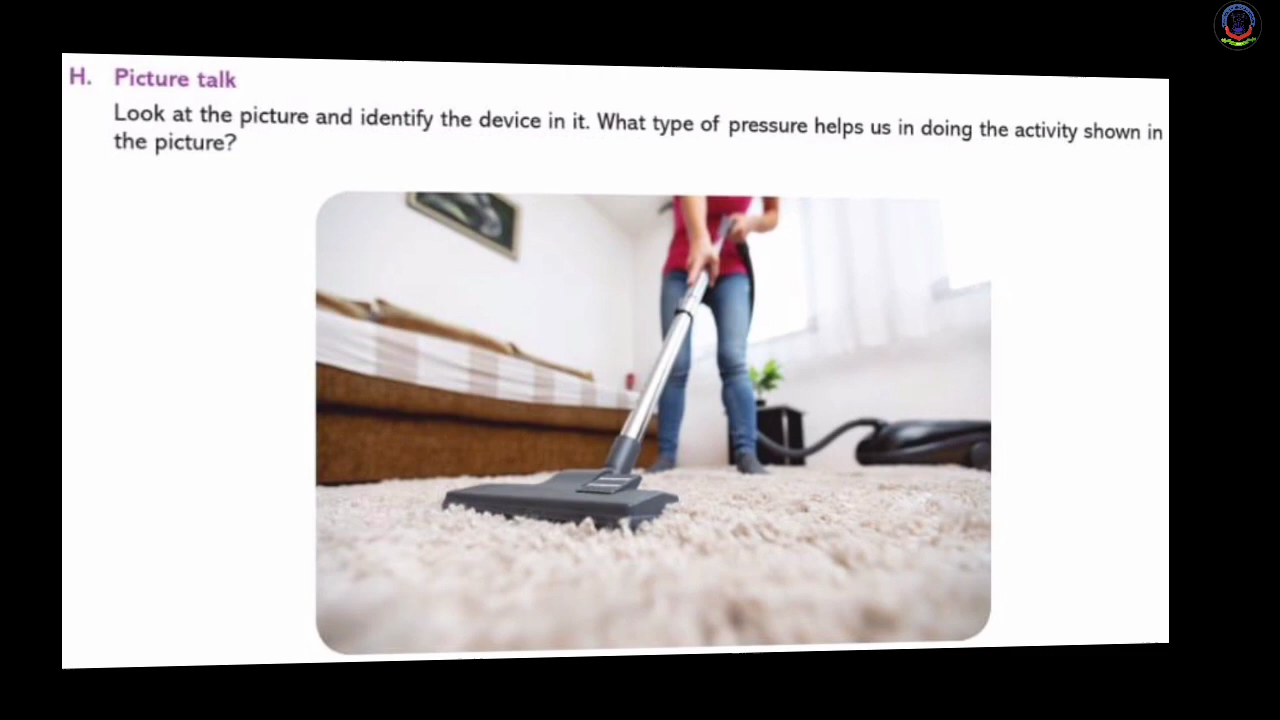 H. Picture talk
Look at the picture and identify the device in it. What type of pressure helps us in doing the activity shown in
the picture?